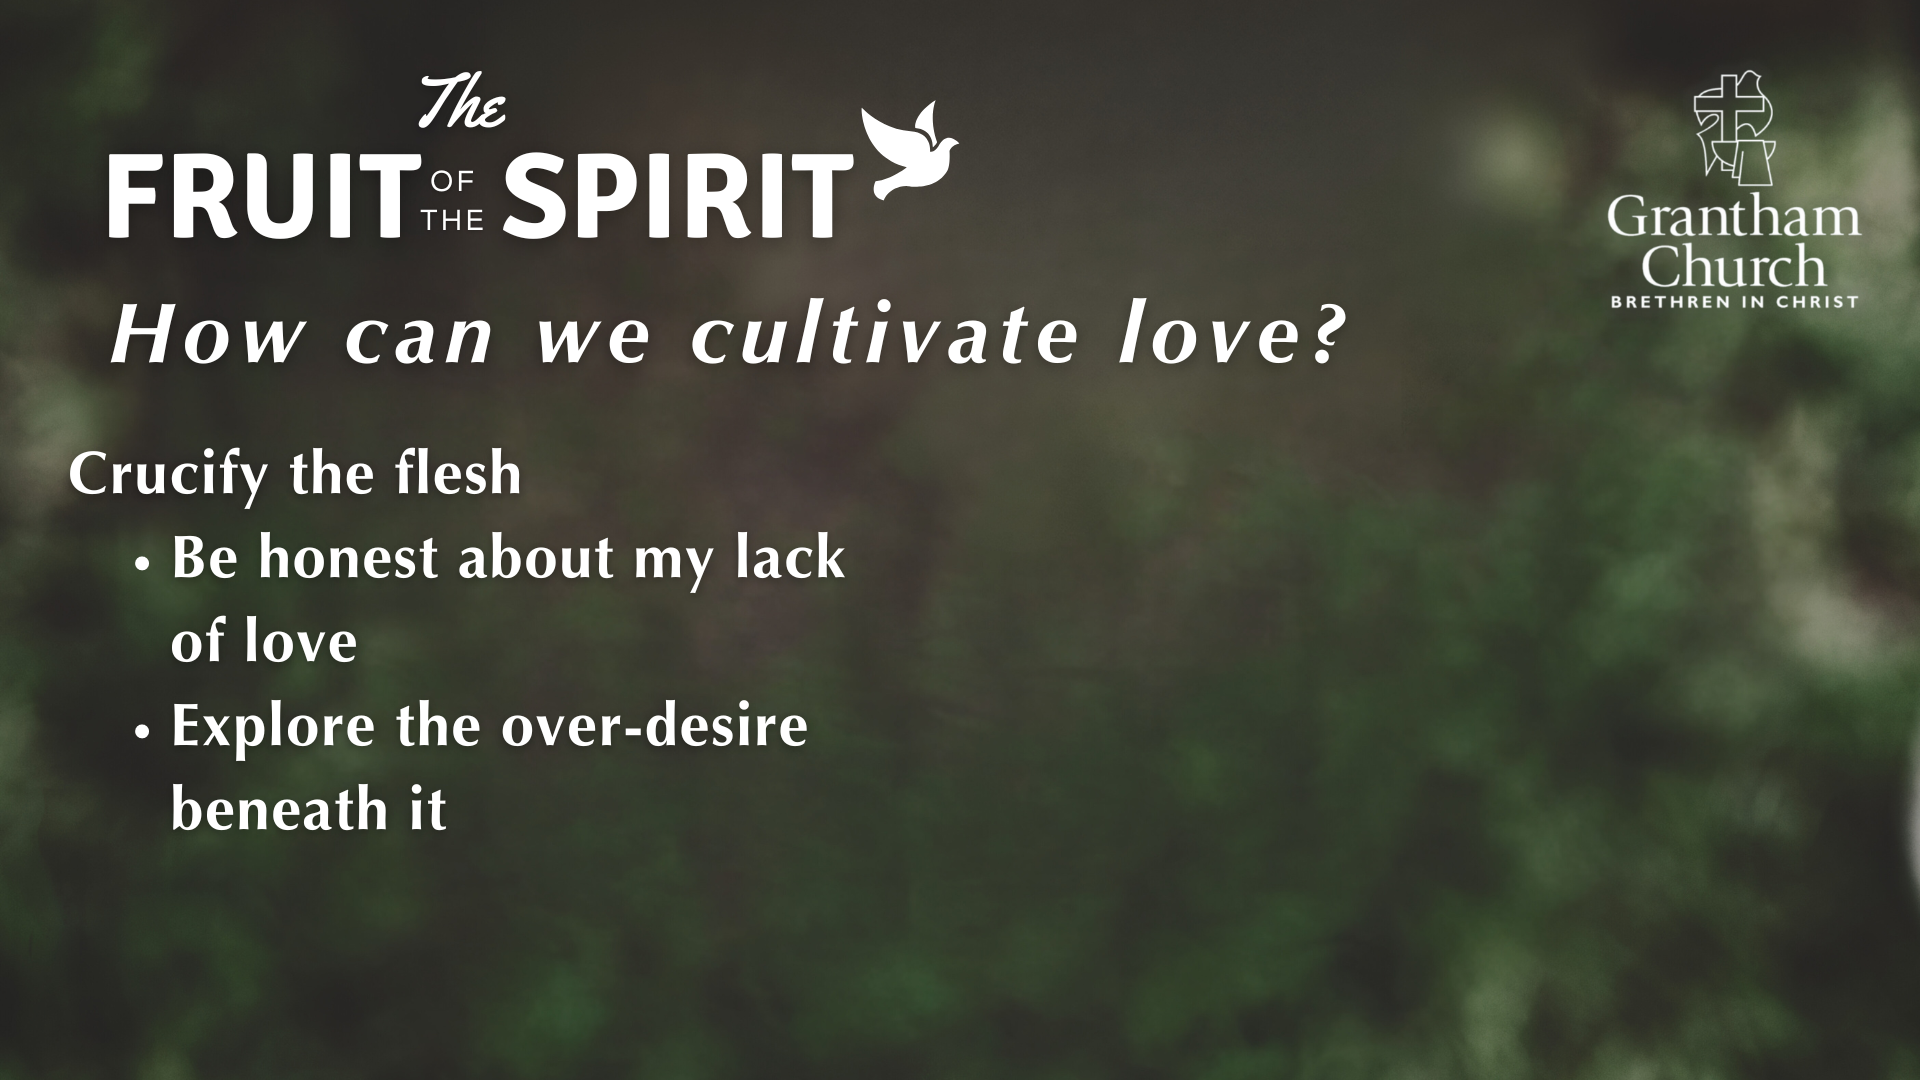 The
FRUIT OF THE SPIRIT
Grantham
Church
BRETHREN IN CHRIST
How can we cultivate love?
Crucify the flesh
• Be honest about my lack
of love
• Explore the over-desire
beneath it